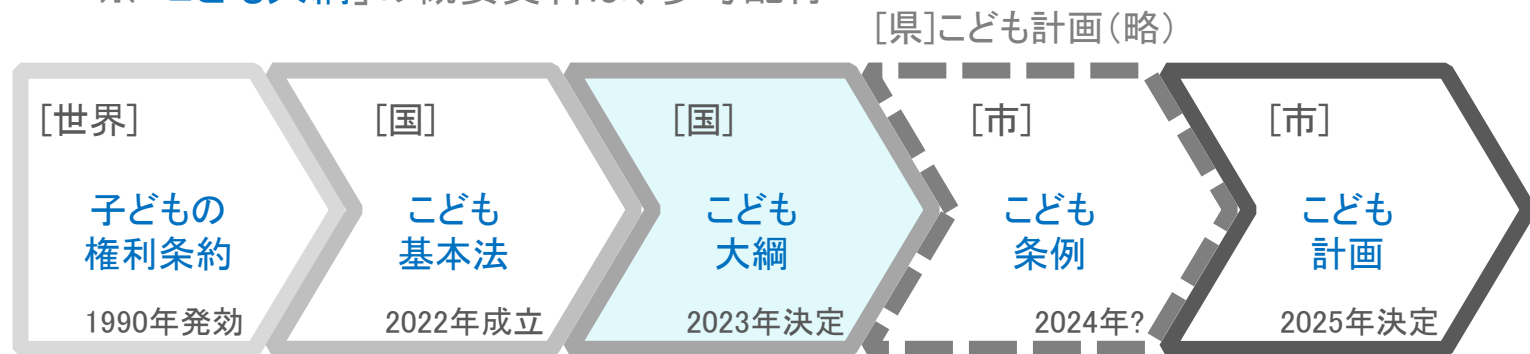 [県]こども計画(略)
[世界]
子どもの
権利条約
1990年発効
[国]
こども
基本法
2022年成立
[国]
こども
大綱
2023年決定
[市]
こども
条例
2024年?
[市]
こども
計画
2025年決定